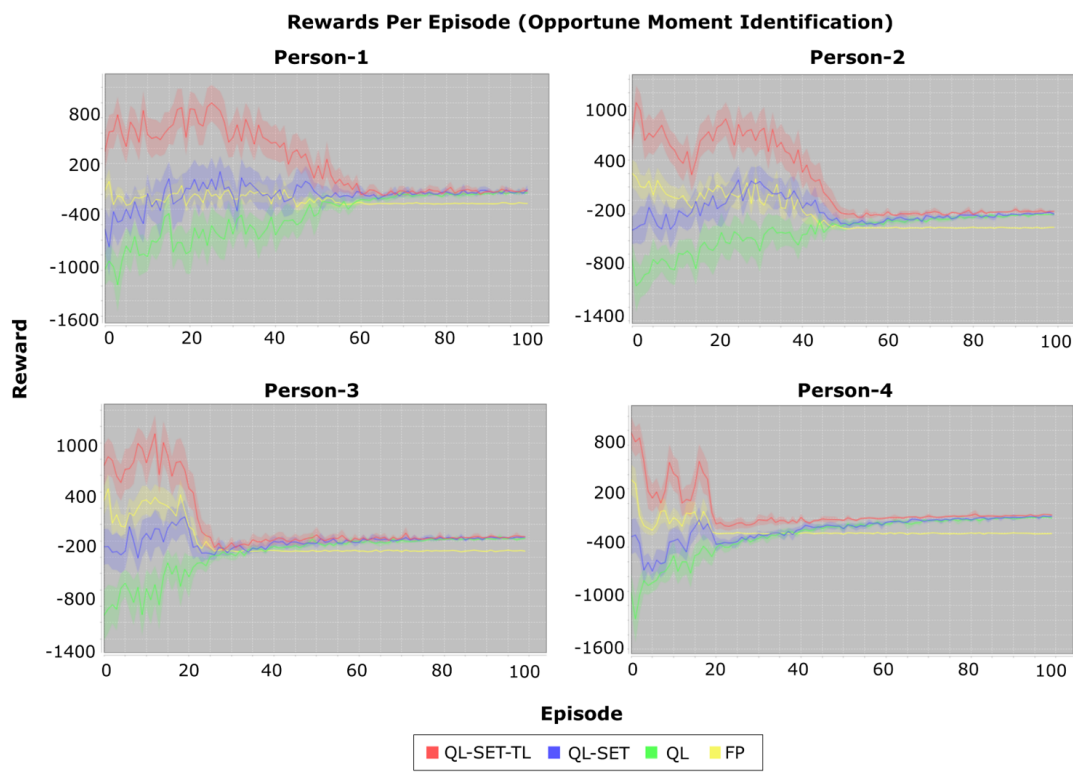 Rewards Per Episode (Opportune Moment Identification)
Person-1
800
200
-400
-1000
-1600
0 20 40 60 80 100
Person-2
1000
400
-200
-800
-1400
0 20 40 60 80 100
Reward
Person-3
1000
400
-200
-800
-1400
0 20 40 60 80 100
Person-4
800
200
-400
-1000
-1600
0 20 40 60 80 100
Episode
QL-SET-TL QL-SET QL FP